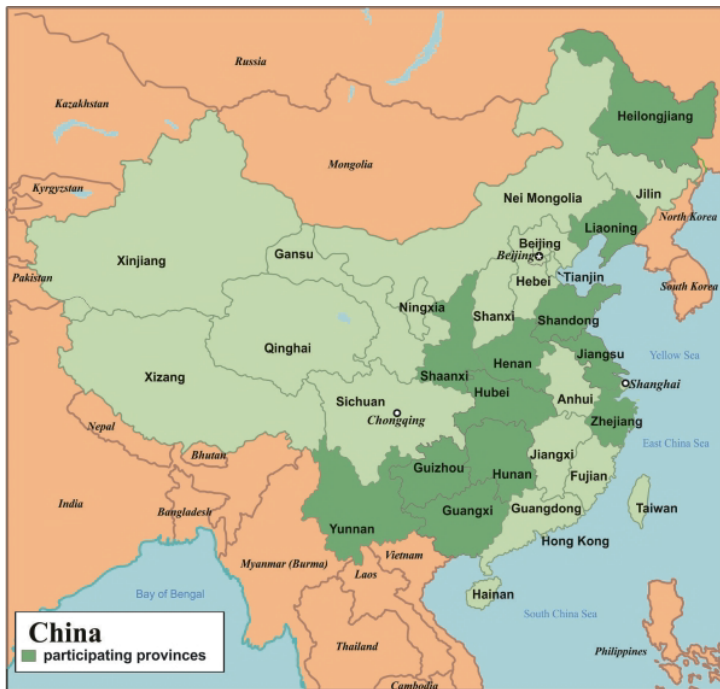 Russia
Kazakhstan
Heilongjiang
Mongolia
Kyrgyzstan
Jilin
Nei Mongolia
North Korea
Liaoning
Beijing
Beijing
Gansu
Xinjiang
Tianjin
Pakistan
Hebei
South Korea
Ningxia
Shanxi
Shandong
Qinghai
Jiangsu
Yellow Sea
Henan
Xizang
Shaanxi
Shanghai
Hubei
Sichuan
Anhui
Chongqing
Zhejiang
Nepal
East China Sea
Bhutan
Jiangxi
Guizhou
Hunan
Fujian
India
Bangladesh
Guangxi
Guangdong
Taiwan
Yunnan
Hong Kong
Vietnam
Myanmar (Burma)
Laos
Bay of Bengal
Hainan
South China Sea
China
participating provinces
Thailand
Philippines
Cambodia